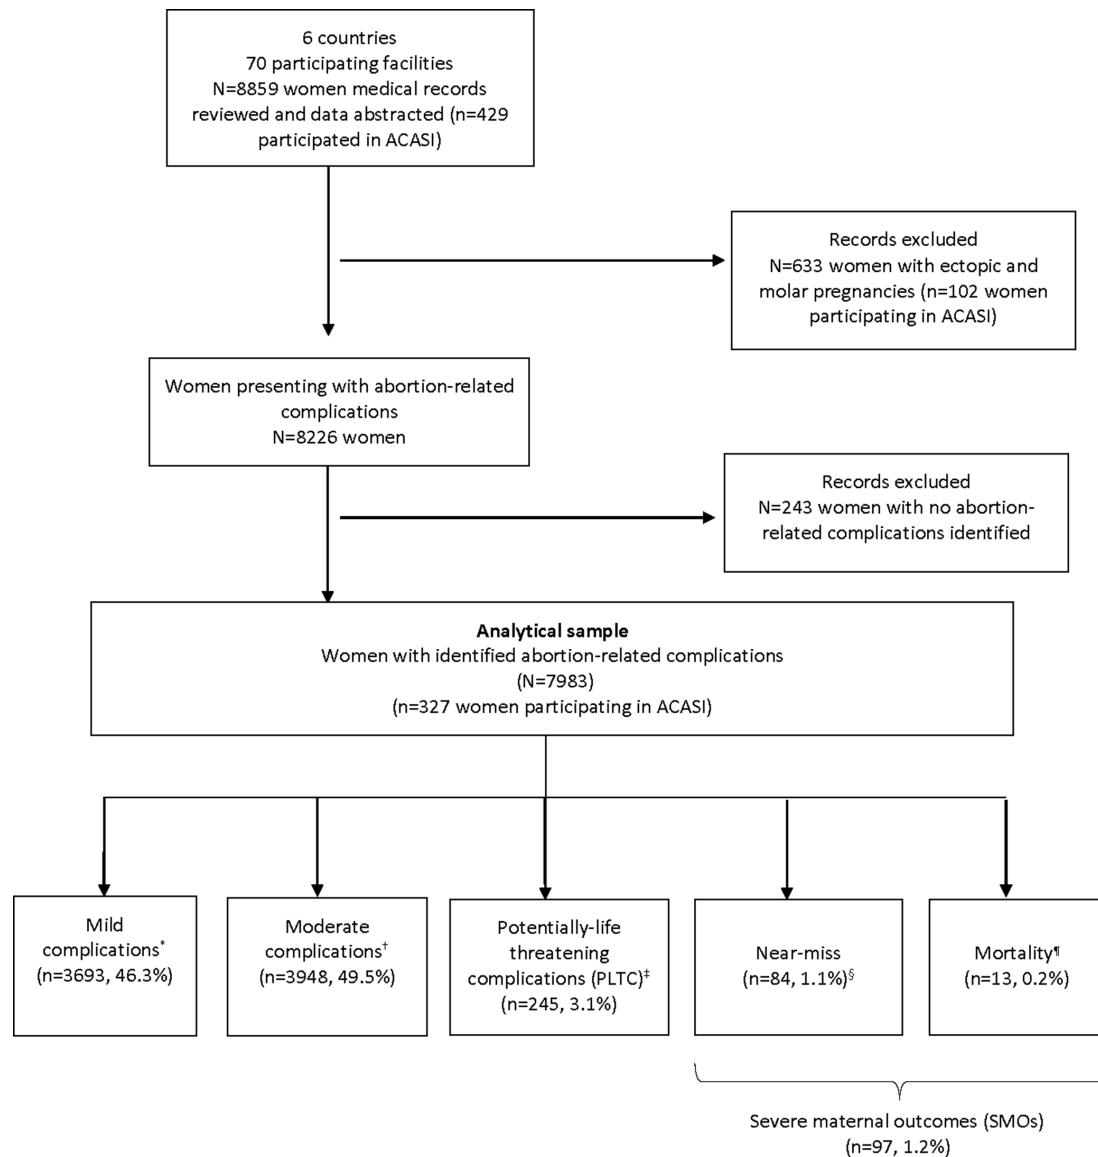 6 countries
70 participating facilities
N=8859 women medical records
reviewed and data abstracted (n=429
participated in ACASI)
Records excluded
N=633 women with ectopic and
molar pregnancies (n=102 women
participating in ACASI)
Women presenting with abortion-related
complications
N=8226 women
Records excluded
N=243 women with no abortion-
related complications identified
Analytical sample
Women with identified abortion-related complications
(N=7983)
(n=327 women participating in ACASI)
Mild
complications*
(n=3693, 46.3%)
Moderate
complications†
(n=3948, 49.5%)
Potentially-life
threatening
complications (PLTC)‡
(n=245, 3.1%)
Near-miss
(n=84, 1.1%)§
Mortality¶
(n=13, 0.2%)
Severe maternal outcomes (SMOs)
(n=97, 1.2%)